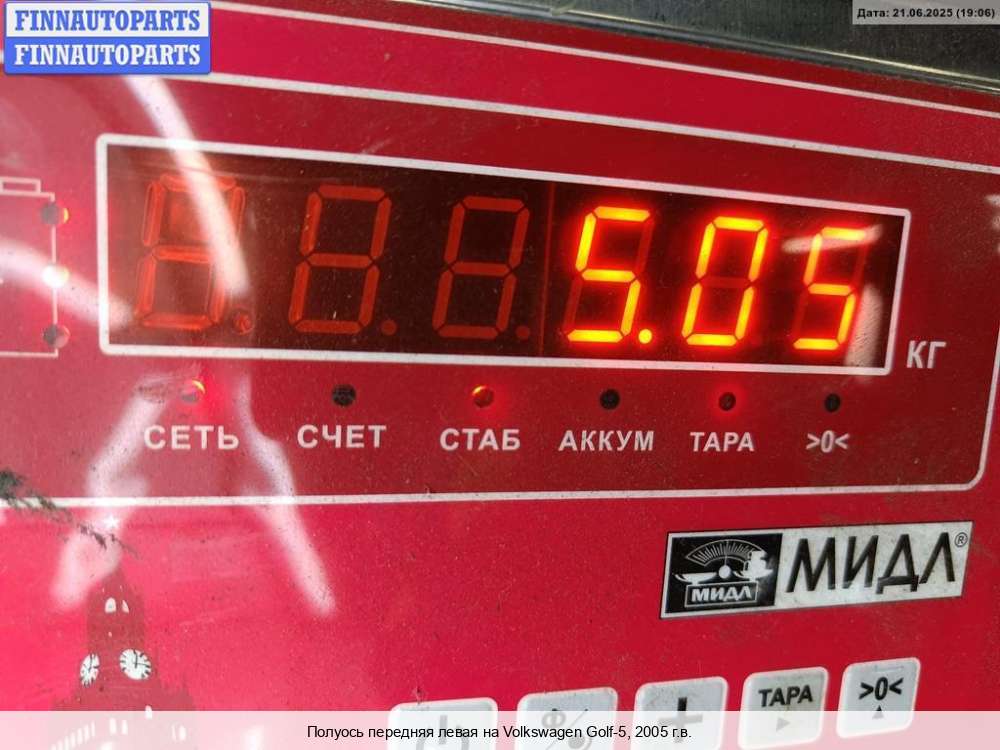 FINNAUTOPARTS
FINNAUTOPARTS
Дата: 21.06.2025 (19:06)
5.05
КГ
СЕТЬ СЧЕТ СТАБ АККУМ ТАРА >0<
МИДЛ МИДЛ®
ТАРА >0<
Полуось передняя левая на Volkswagen Golf-5, 2005 г.в.